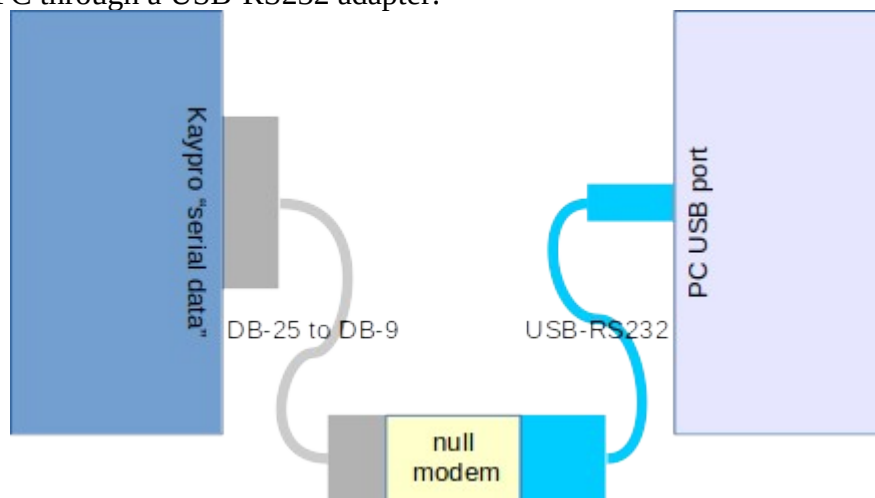 PC through a USB-RS232 adapter.
Kaypro “serial data”
PC USB port
DB-25 to DB-9
USB-RS232
null
modem